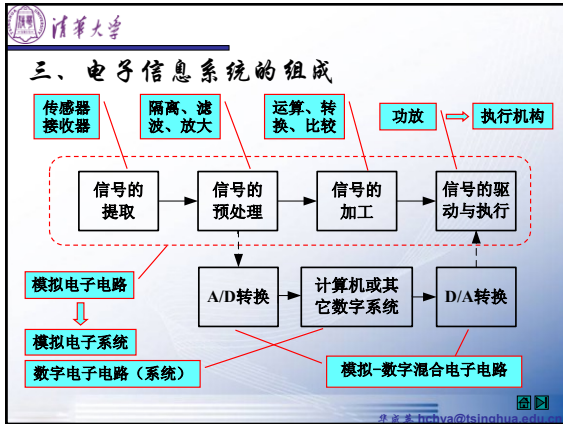 清华大学
三、电子信息系统的组成
传感器
接收器
隔离、滤
波、放大
运算、转
换、比较
功放
执行机构
信号的
提取
信号的
预处理
信号的
加工
信号的驱
动与执行
模拟电子电路
A/D转换
计算机或其
它数字系统
D/A转换
模拟电子系统
数字电子电路（系统）
模拟-数字混合电子电路
华成英 hchya@tsinghua.edu.cn